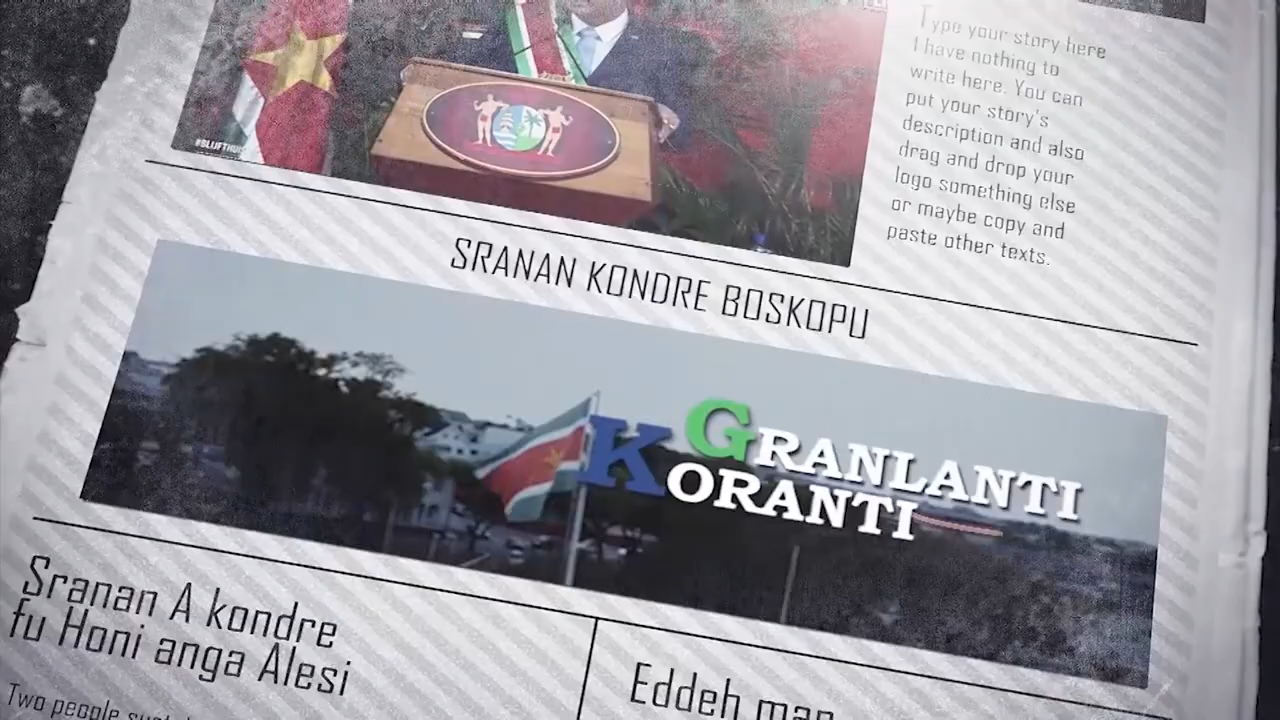 Type your story here
I have nothing to
write here. You can
put your story's
description and also
drag and drop your
logo something else
or maybe copy and
paste other texts.
SRANAN KONDRE BOSKOPU
GRANLANTI
KORANTI
Sranan A kondre
fu Honi anga Alesi
Two people
Eddeh man